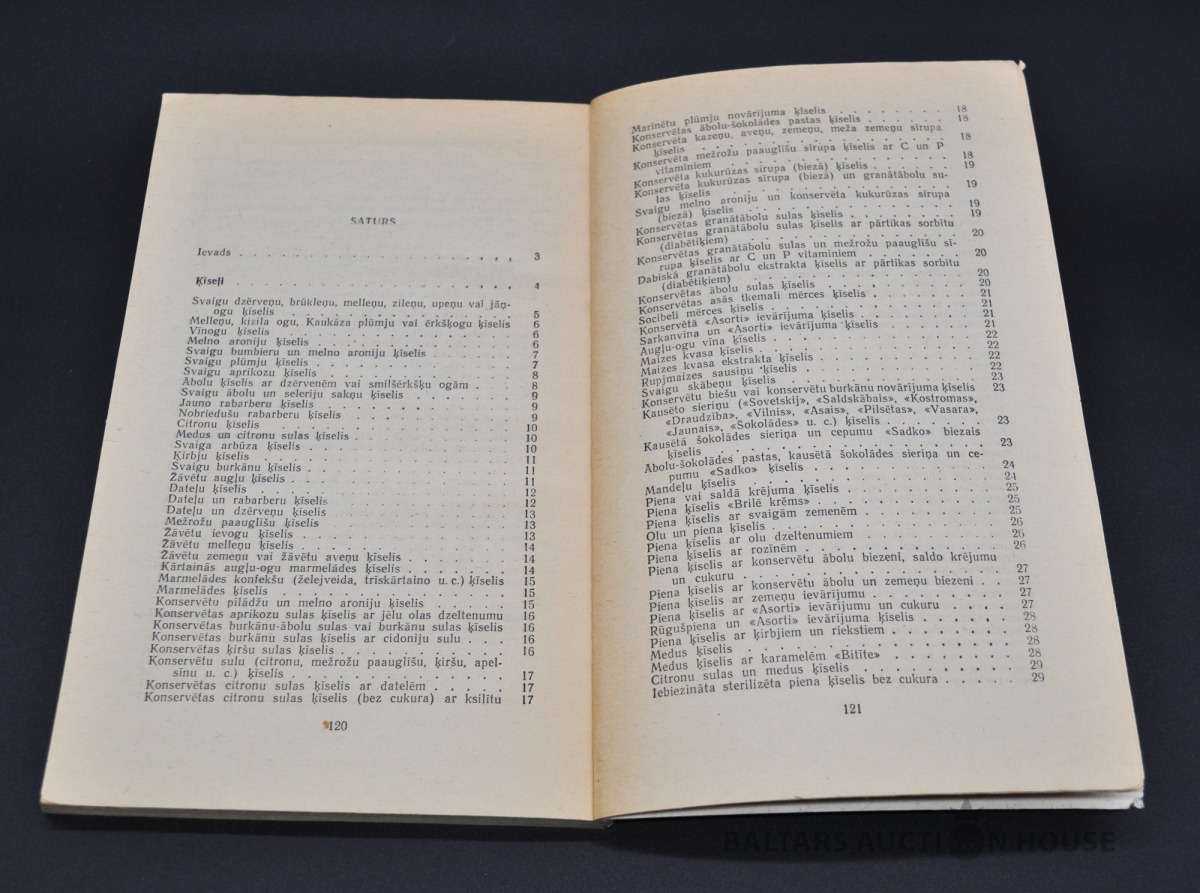 SATURS
Ievads . . . 3
Ķīseļi . . . 4
Svaigu dzērveņu, brūkleņu, melleņu, zileņu, upeņu vai jāņ-
ogu ķīselis . . . 5
Melleņu, kizila ogu, Kaukāza plūmju vai ērkšķogu ķīselis 6
Vīnogu ķīselis . . . 6
Melno aroniju ķīselis . . . 6
Svaigu bumbieru un melno aroniju ķīselis . . . 7
Svaigu plūmju ķīselis . . . 7
Svaigu aprikozu ķīselis . . . 8
Ābolu ķīselis ar dzērvenēm vai smilšērkšķu ogām . 8
Svaigu ābolu un seleriju sakņu ķīselis . . . 9
Jauno rabarberu ķīselis . . . 9
Nobriedušu rabarberu ķīselis . . . 9
Citronu ķīselis . . . 10
Medus un citronu sulas ķīselis . . . 10
Svaiga arbūza ķīselis . . . 10
Ķirbju ķīselis . . . 11
Svaigu burkānu ķīselis . . . 11
Žāvētu augļu ķīselis . . . 11
Dateļu ķīselis . . . 12
Dateļu un rabarberu ķīselis . . . 12
Dateļu un dzērveņu ķīselis . . . 13
Mežrožu paauglīšu ķīselis . . . 13
Žāvētu ievogu ķīselis . . . 13
Žāvētu melleņu ķīselis . . . 14
Žāvētu zemeņu vai žāvētu aveņu ķīselis . . . 14
Kārtainās augļu-ogu marmelādes ķīselis . . . 14
Marmelādes konfekšu (želejveida, trīskārtaino u. c.) ķīselis 15
Marmelādes ķīselis . . . 15
Konservētu pīlādžu un melno aroniju ķīselis . . . 15
Konservētas aprikozu sulas ķīselis ar jēlu olas dzeltenumu 16
Konservētas burkānu-ābolu sulas vai burkānu sulas ķīselis 16
Konservētas burkānu sulas ķīselis ar cidoniju sulu . . 16
Konservētas ķiršu sulas ķīselis . . . 16
Konservētu sulu (citronu, mežrožu paauglīšu, ķiršu, apel-
sīnu u. c.) ķīselis . . . 17
Konservētas citronu sulas ķīselis ar datelēm . . . 17
Konservētas citronu sulas ķīselis (bez cukura) ar ksilītu 17
120
Marinētu plūmju novārījuma ķīselis . . . 18
Konservētas ābolu-šokolādes pastas ķīselis . . . 18
Konservēta kazeņu, aveņu, zemeņu, meža zemeņu sīrupa
ķīselis . . . 18
Konservēta mežrožu paauglīšu sīrupa ķīselis ar C un P
vitamīniem . . . 18
Konservēta kukurūzas sīrupa (biezā) ķīselis . . . 19
Konservēta kukurūzas sīrupa (biezā) un granātābolu su-
las ķīselis . . . 19
Svaigu melno aroniju un konservēta kukurūzas sīrupa
(biezā) ķīselis . . . 19
Konservētas granātābolu sulas ķīselis . . . 19
Konservētas granātābolu sulas ķīselis ar pārtikas sorbītu
(diabētiķiem) . . . 20
Konservētas granātābolu sulas un mežrožu paauglīšu sī-
rupa ķīselis ar C un P vitamīniem . . . 20
Dabiskā granātābolu ekstrakta ķīselis ar pārtikas sorbītu
(diabētiķiem) . . . 20
Konservētas ābolu sulas ķīselis . . . 20
Konservētas asās tkemali mērces ķīselis . . . 21
Socibeli mērces ķīselis . . . 21
Konservētā «Asorti» ievārījuma ķīselis . . . 21
Sarkanvīna un «Asorti» ievārījuma ķīselis . . . 21
Augļu-ogu vīna ķīselis . . . 22
Maizes kvasa ķīselis . . . 22
Maizes kvasa ekstrakta ķīselis . . . 22
Rupjmaizes sausiņu ķīselis . . . 22
Svaigu skābeņu ķīselis . . . 23
Konservētu biešu vai konservētu burkānu novārījuma ķīselis 23
Kausēto sieriņu («Sovetskij», «Saldskābais», «Kostromas»,
«Draudzība», «Vilnis», «Asais», «Pilsētas», «Vasara»,
«Jaunais», «Šokolādes» u. c.) ķīselis . . . 23
Kausētā šokolādes sieriņa un cepumu «Sadko» biezais
ķīselis . . . 23
Ābolu-šokolādes pastas, kausētā šokolādes sieriņa un ce-
pumu «Sadko» ķīselis . . . 24
Mandeļu ķīselis . . . 24
Piena vai saldā krējuma ķīselis . . . 25
Piena ķīselis «Brilē krēms» . . . 25
Piena ķīselis ar svaigām zemenēm . . . 25
Olu un piena ķīselis . . . 26
Piena ķīselis ar olu dzeltenumiem . . . 26
Piena ķīselis ar rozīnēm . . . 26
Piena ķīselis ar konservētu ābolu biezeni, saldo krējumu
un cukuru . . . 27
Piena ķīselis ar konservētu ābolu un zemeņu biezeni . . 27
Piena ķīselis ar zemeņu ievārījumu . . . 27
Piena ķīselis ar «Asorti» ievārījumu un cukuru . . . 27
Rūgušpiena un «Asorti» ievārījuma ķīselis . . . 28
Piena ķīselis ar ķirbjiem un riekstiem . . . 28
Medus ķīselis . . . 28
Medus ķīselis ar karamelēm «Bitīte» . . . 28
Citronu sulas un medus ķīselis . . . 29
Iebiezināta sterilizēta piena ķīselis bez cukura . . . 29
121
BALTARS AUCTION HOUSE